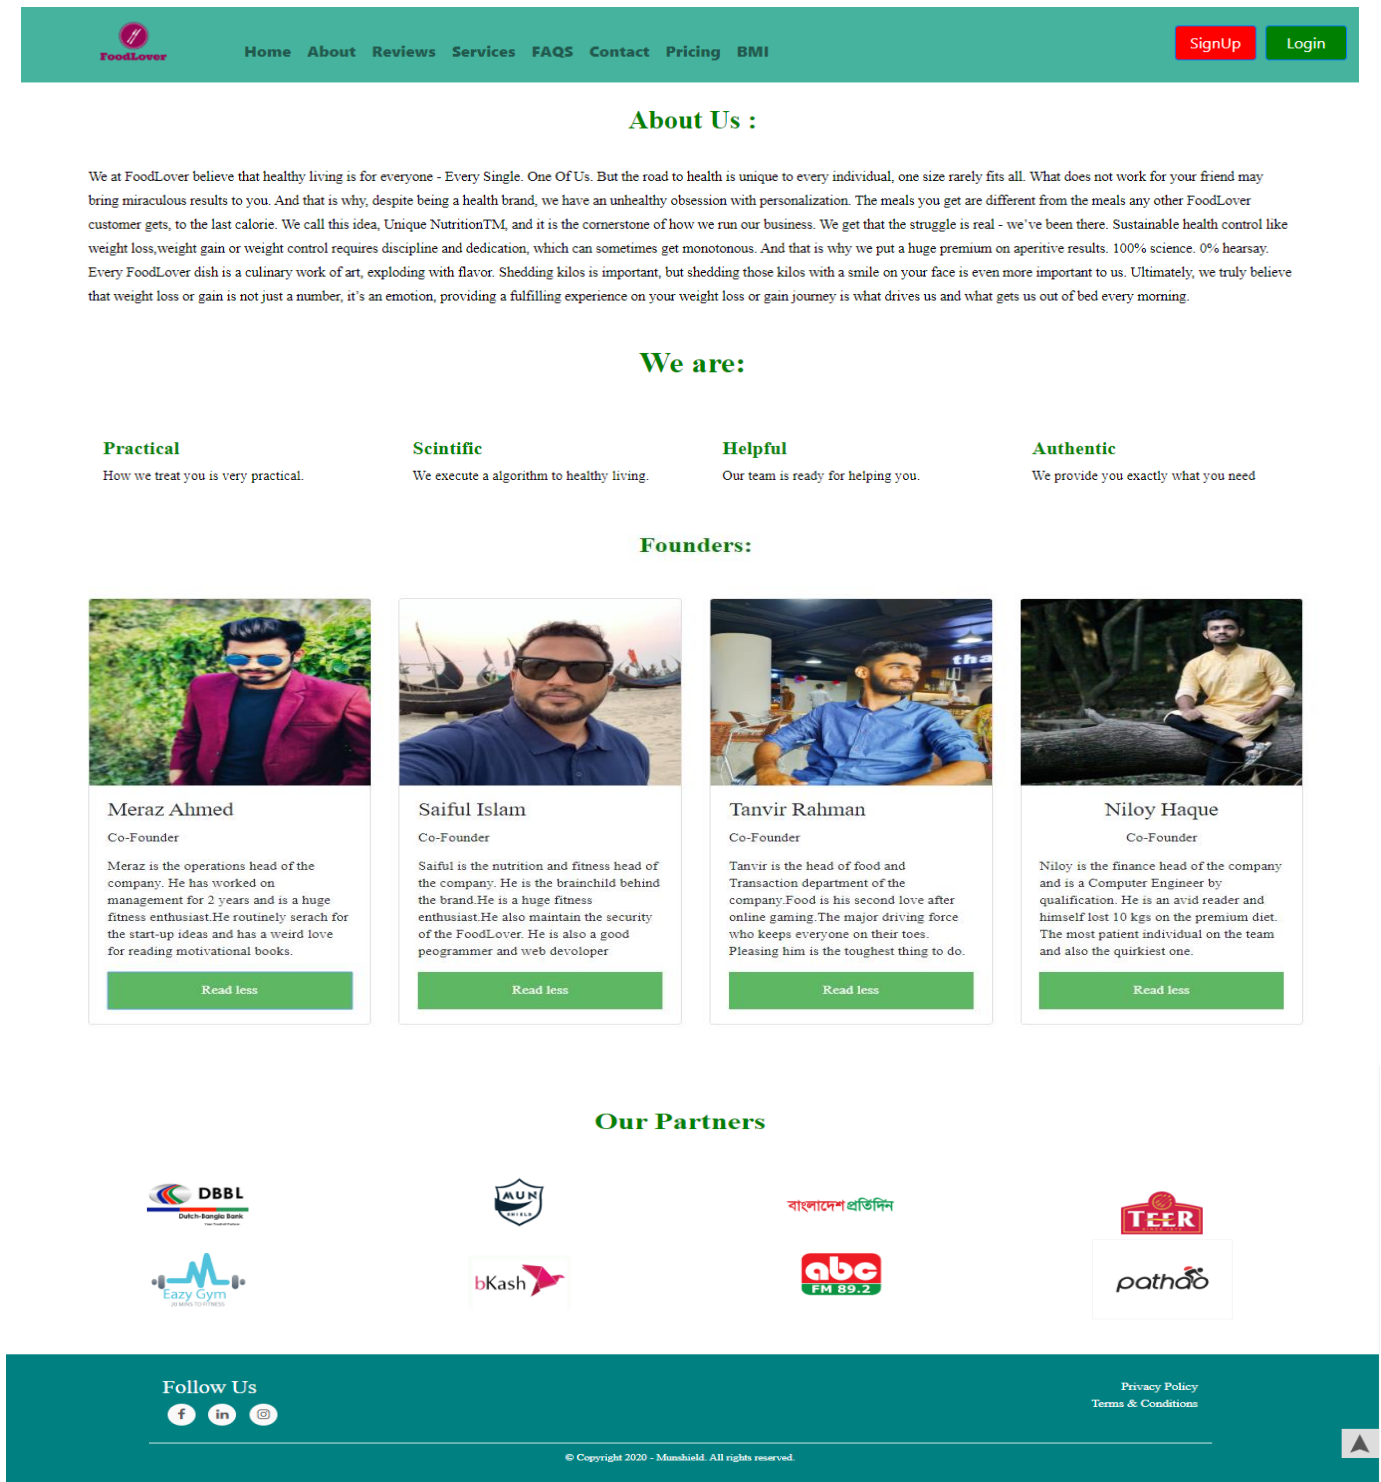 FoodLover
Home About Reviews Services FAQS Contact Pricing BMI
SignUp Login
About Us :
We at FoodLover believe that healthy living is for everyone - Every Single. One Of Us. But the road to health is unique to every individual, one size rarely fits all. What does not work for your friend may
bring miraculous results to you. And that is why, despite being a health brand, we have an unhealthy obsession with personalization. The meals you get are different from the meals any other FoodLover
customer gets, to the last calorie. We call this idea, Unique NutritionTM, and it is the cornerstone of how we run our business. We get that the struggle is real - we've been there. Sustainable health control like
weight loss,weight gain or weight control requires discipline and dedication, which can sometimes get monotonous. And that is why we put a huge premium on aperitive results. 100% science. 0% hearsay.
Every FoodLover dish is a culinary work of art, exploding with flavor. Shedding kilos is important, but shedding those kilos with a smile on your face is even more important to us. Ultimately, we truly believe
that weight loss or gain is not just a number, it's an emotion, providing a fulfilling experience on your weight loss or gain journey is what drives us and what gets us out of bed every morning.
We are:
Practical
How we treat you is very practical.
Scintific
We execute a algorithm to healthy living.
Helpful
Our team is ready for helping you.
Authentic
We provide you exactly what you need
Founders:
Meraz Ahmed
Co-Founder
Meraz is the operations head of the
company. He has worked on
management for 2 years and is a huge
fitness enthusiast.He routinely serach for
the start-up ideas and has a weird love
for reading motivational books.
Read less
Saiful Islam
Co-Founder
Saiful is the nutrition and fitness head of
the company. He is the brainchild behind
the brand.He is a huge fitness
enthusiast.He also maintain the security
of the FoodLover. He is also a good
peogrammer and web devoloper
Read less
tha
Tanvir Rahman
Co-Founder
Tanvir is the head of food and
Transaction department of the
company.Food is his second love after
online gaming.The major driving force
who keeps everyone on their toes.
Pleasing him is the toughest thing to do.
Read less
Niloy Haque
Co-Founder
Niloy is the finance head of the company
and is a Computer Engineer by
qualification. He is an avid reader and
himself lost 10 kgs on the premium diet.
The most patient individual on the team
and also the quirkiest one.
Read less
Our Partners
DBBL
Dutch-Bangla Bank
Your Trusted Partner
MUN
SHIELD
বাংলাদেশ প্রতিদিন
TEER
SINCE 1972
Eazy Gym
20 MINS TO FITNESS
bKash
abc
FM 89.2
pathao
Follow Us
f in
Privacy Policy
Terms & Conditions
© Copyright 2020 - Munshield. All rights reserved.